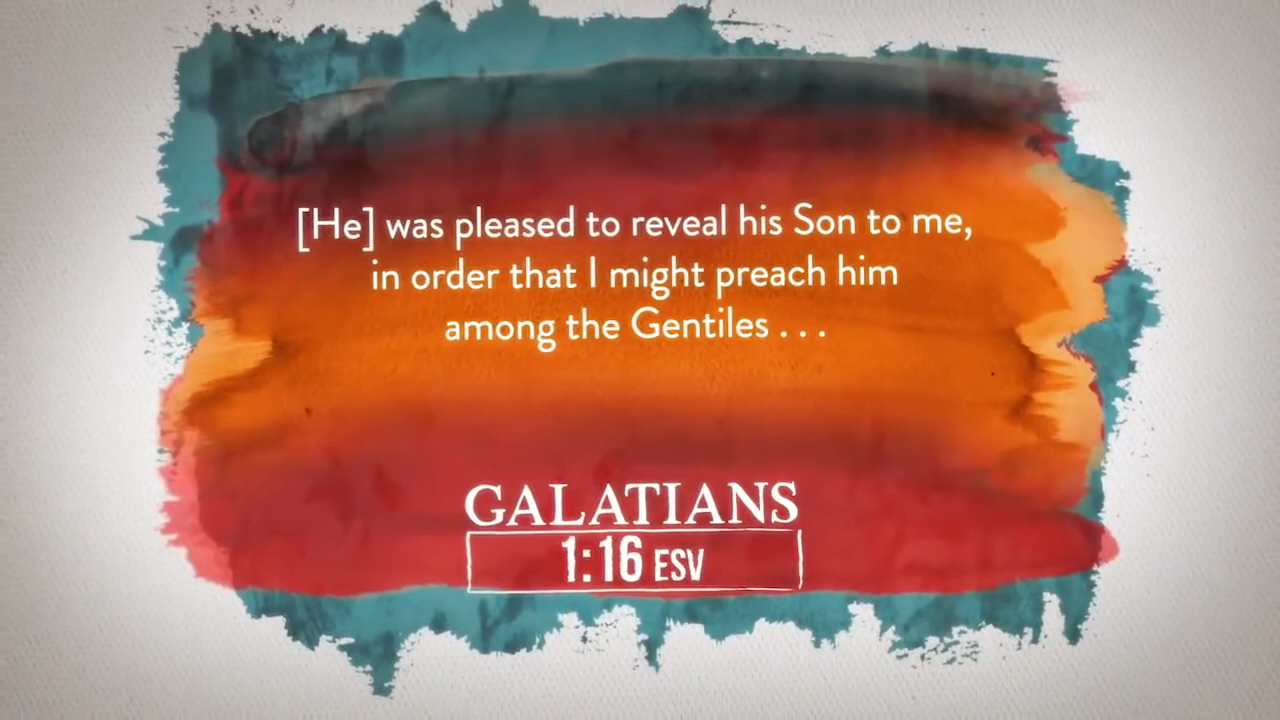 [He] was pleased to reveal his Son to me,
in order that I might preach him
among the Gentiles . . .
GALATIANS
1:16 ESV